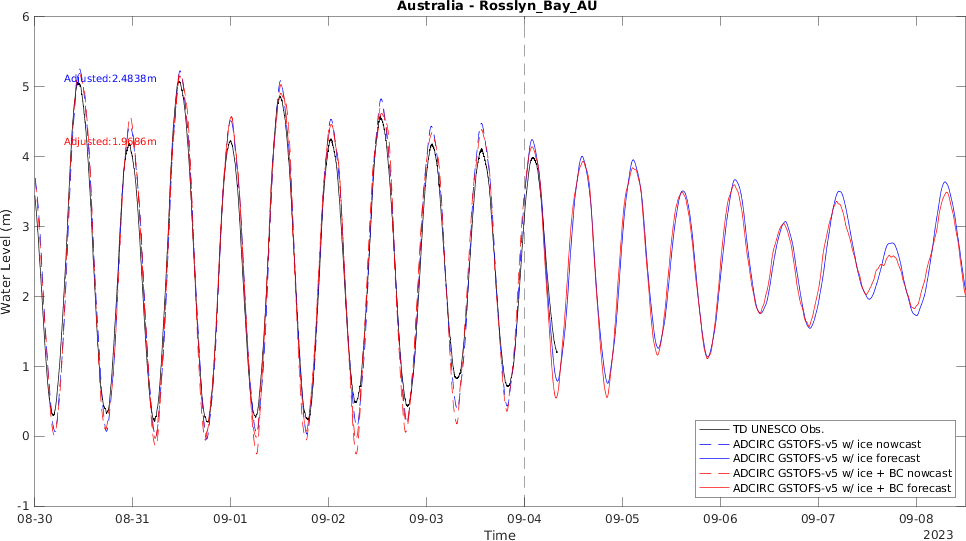 Australia - Rosslyn_Bay_AU
6
5
4
3
2
1
0
-1
Water Level (m)
Adjusted:2.4838m
Adjusted:1.9686m
TD UNESCO Obs.
ADCIRC GSTOFS-v5 w/ ice nowcast
ADCIRC GSTOFS-v5 w/ ice forecast
ADCIRC GSTOFS-v5 w/ ice + BC nowcast
ADCIRC GSTOFS-v5 w/ ice + BC forecast
08-30 08-31 09-01 09-02 09-03 09-04 09-05 09-06 09-07 09-08
2023
Time